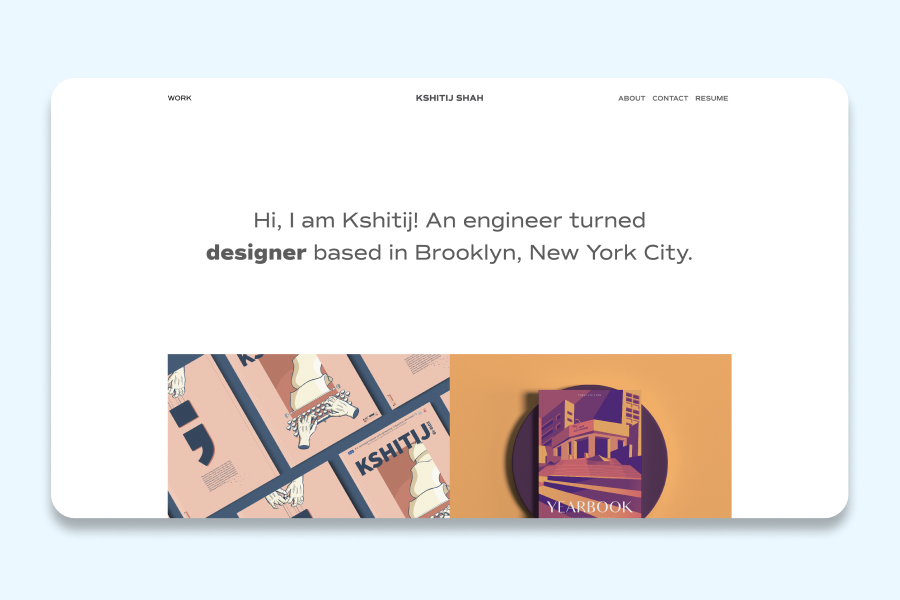 WORK
KSHITIJ SHAH
ABOUT CONTACT RESUME
Hi, I am Kshitij! An engineer turned
designer based in Brooklyn, New York City.
KSHITIJ
YEARBOOK